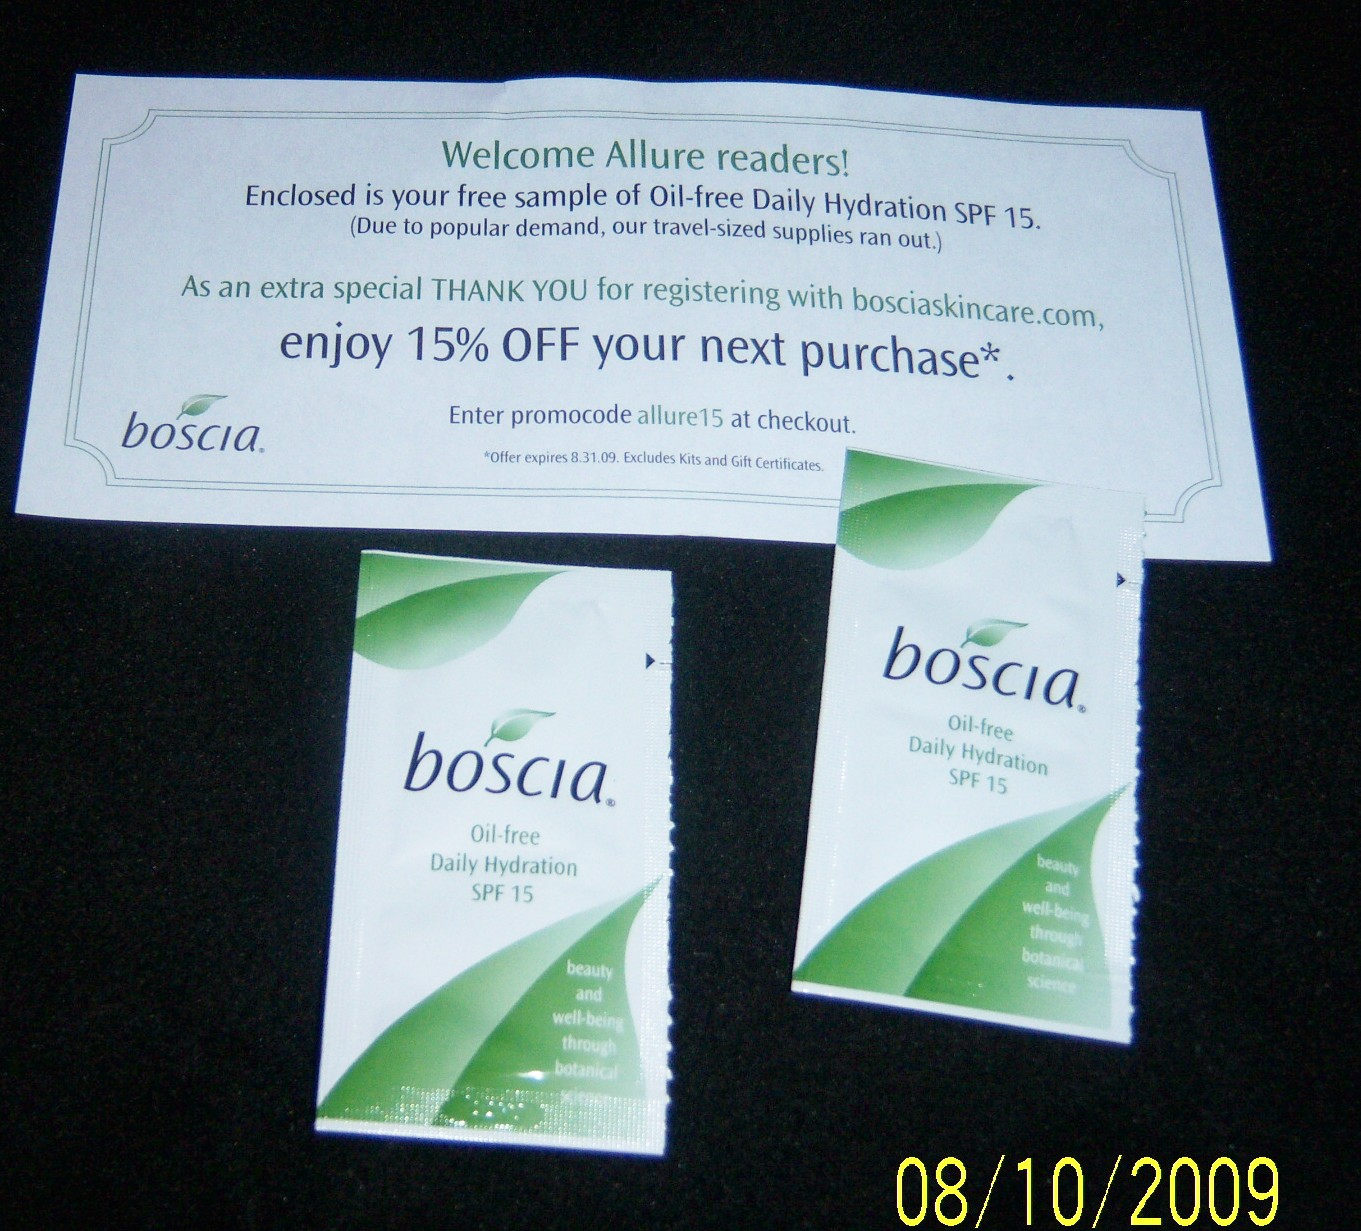 Welcome Allure readers!
Enclosed is your free sample of Oil-free Daily Hydration SPF 15.
(Due to popular demand, our travel-sized supplies ran out.)
As an extra special THANK YOU for registering with bosciaskincare.com,
enjoy 15% OFF your next purchase*.
Enter promocode allure15 at checkout.
*Offer expires 8.31.09. Excludes Kits and Gift Certificates.
boscia®
boscia®
Oil-free
Daily Hydration
SPF 15
beauty
and
well-being
through
botanical
science
boscia®
Oil-free
Daily Hydration
SPF 15
beauty
and
well-being
through
botanical
science
08/10/2009